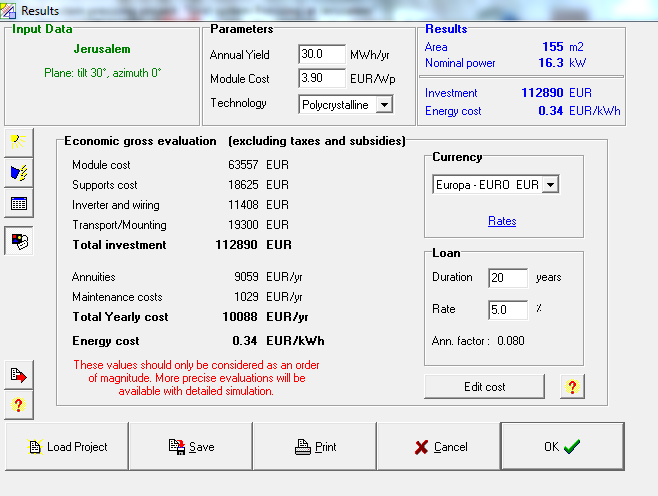 Results
Input Data
Jerusalem
Plane: tilt 30°, azimuth 0°
Parameters
Annual Yield 30.0 MWh/yr
Module Cost 3.90 EUR/Wp
Technology Polycrystalline
Results
Area 155 m2
Nominal power 16.3 kW
Investment 112890 EUR
Energy cost 0.34 EUR/kWh
Economic gross evaluation (excluding taxes and subsidies)
Module cost 63557 EUR
Supports cost 18625 EUR
Inverter and wiring 11408 EUR
Transport/Mounting 19300 EUR
Total investment 112890 EUR
Annuities 9059 EUR/yr
Maintenance costs 1029 EUR/yr
Total Yearly cost 10088 EUR/yr
Energy cost 0.34 EUR/kWh
These values should only be considered as an order
of magnitude. More precise evaluations will be
available with detailed simulation.
Currency
Europa - EURO EUR
Rates
Loan
Duration 20 years
Rate 5.0 %
Ann. factor : 0.080
Edit cost ?
?
Load Project Save Print Cancel OK